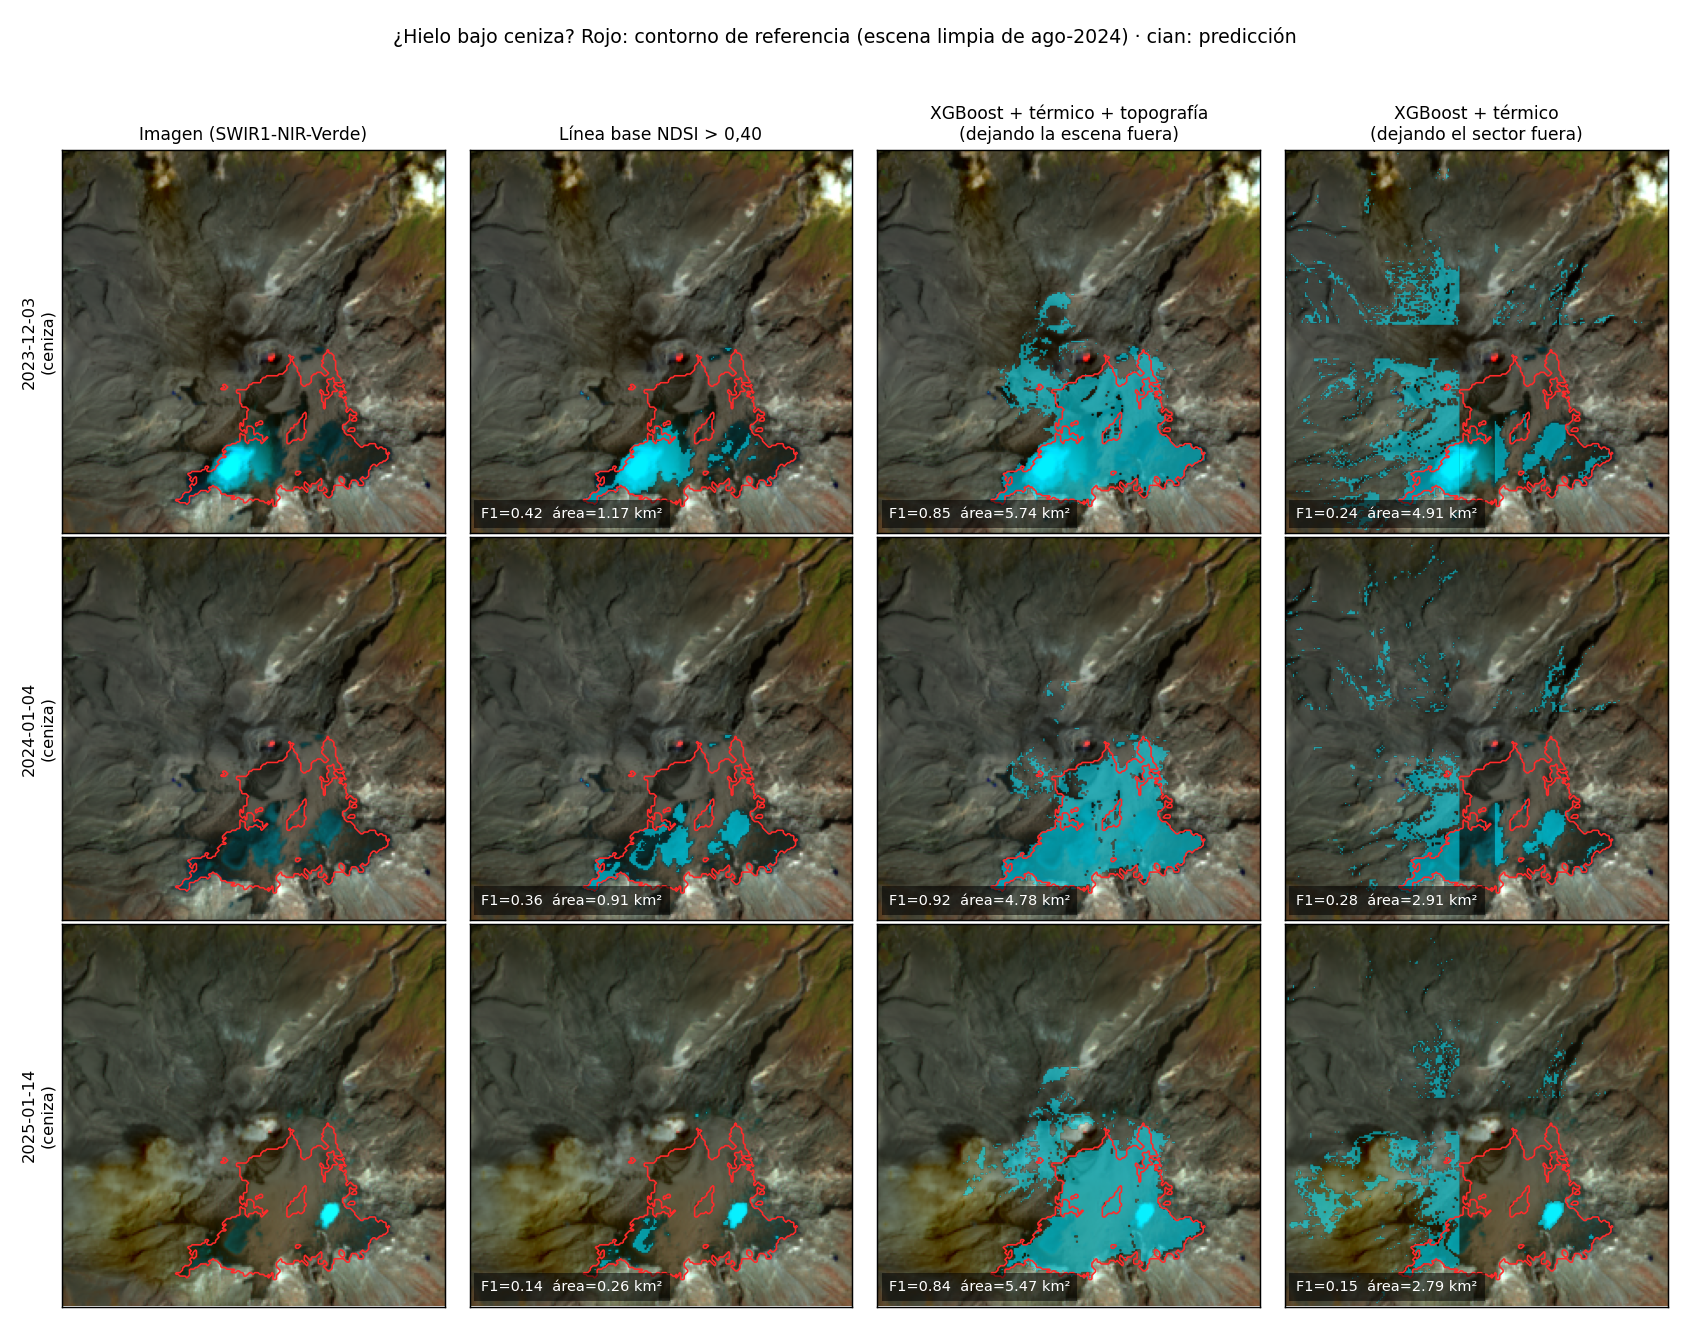 ¿Hielo bajo ceniza? Rojo: contorno de referencia (escena limpia de ago-2024) · cian: predicción
Imagen (SWIR1-NIR-Verde)
Línea base NDSI > 0,40
XGBoost + térmico + topografía
(dejando la escena fuera)
XGBoost + térmico
(dejando el sector fuera)
2023-12-03
(ceniza)
F1=0.42 área=1.17 km²
F1=0.85 área=5.74 km²
F1=0.24 área=4.91 km²
2024-01-04
(ceniza)
F1=0.36 área=0.91 km²
F1=0.92 área=4.78 km²
F1=0.28 área=2.91 km²
2025-01-14
(ceniza)
F1=0.14 área=0.26 km²
F1=0.84 área=5.47 km²
F1=0.15 área=2.79 km²